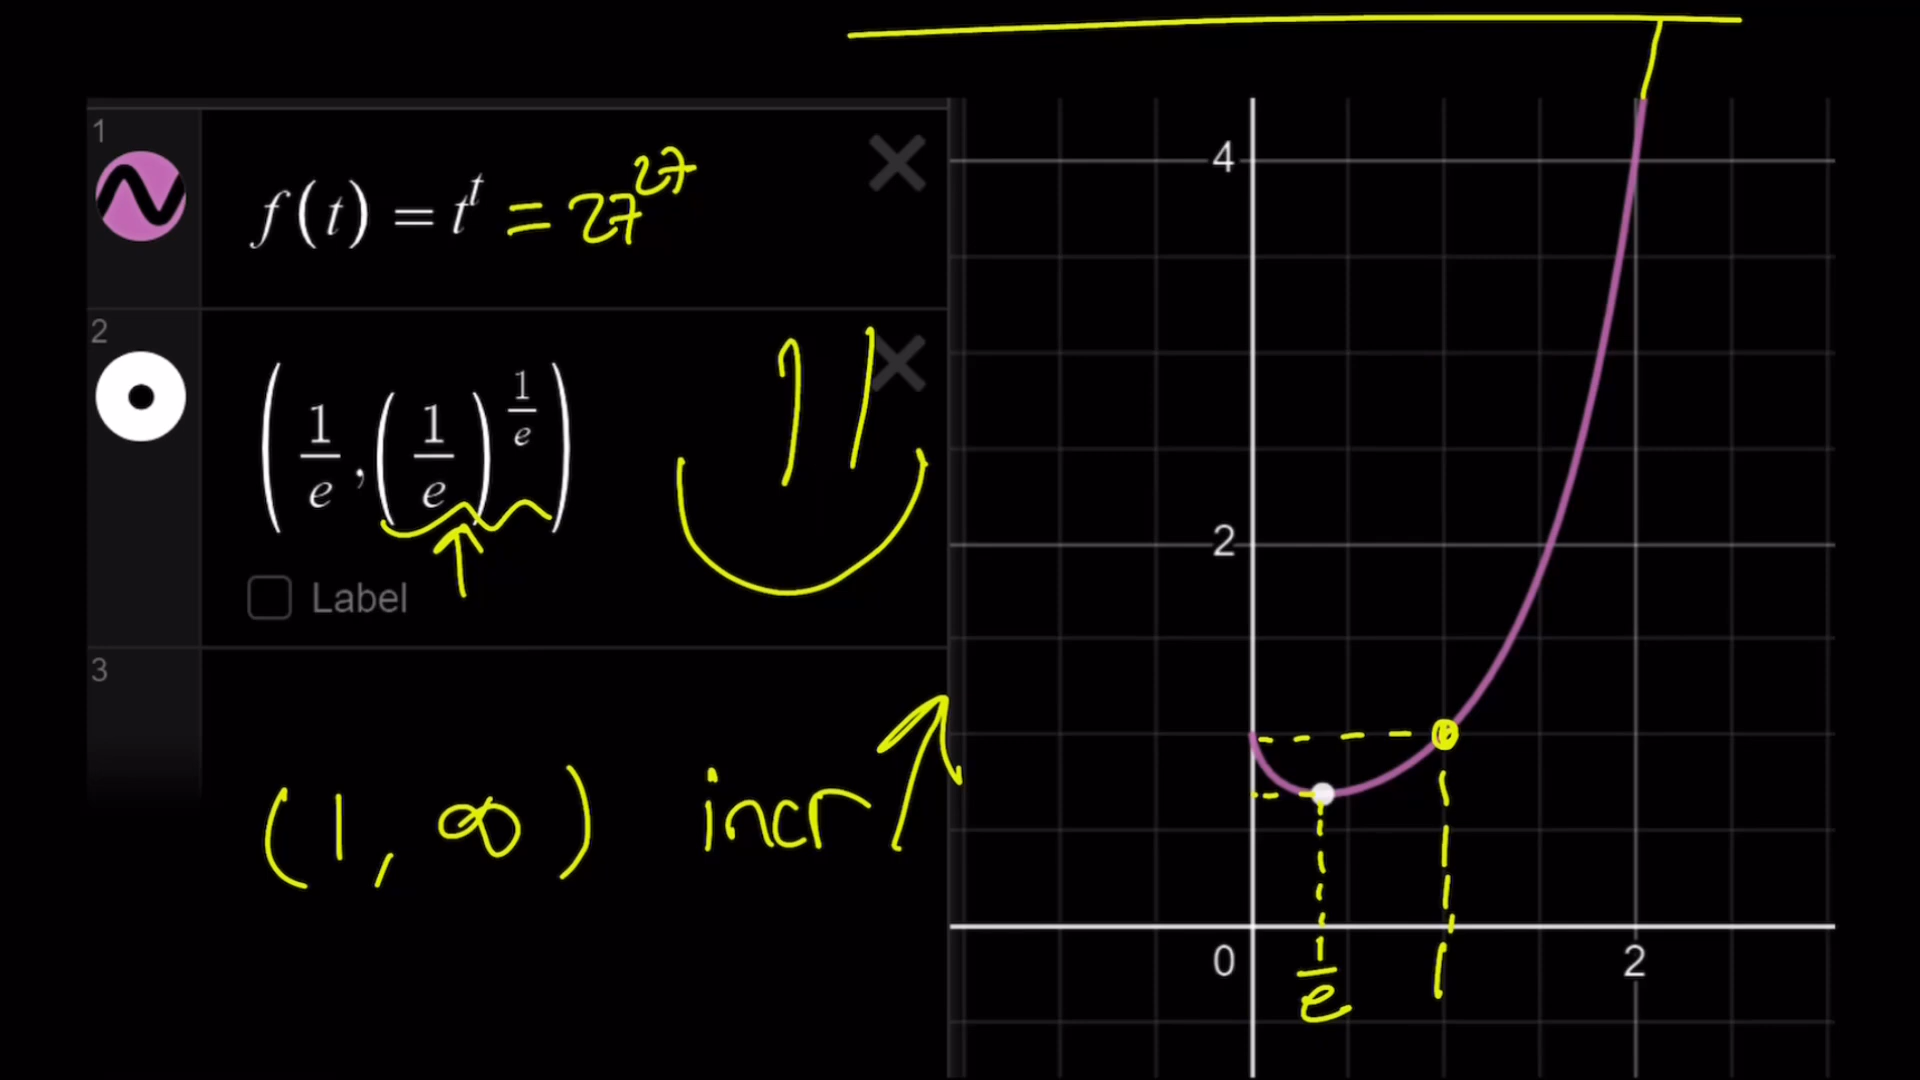 1
f(t) = t^t = 27^27
2
(1/e, (1/e)^(1/e))
Label
3
(1, ∞) incr
4
2
0
2
1/e
1